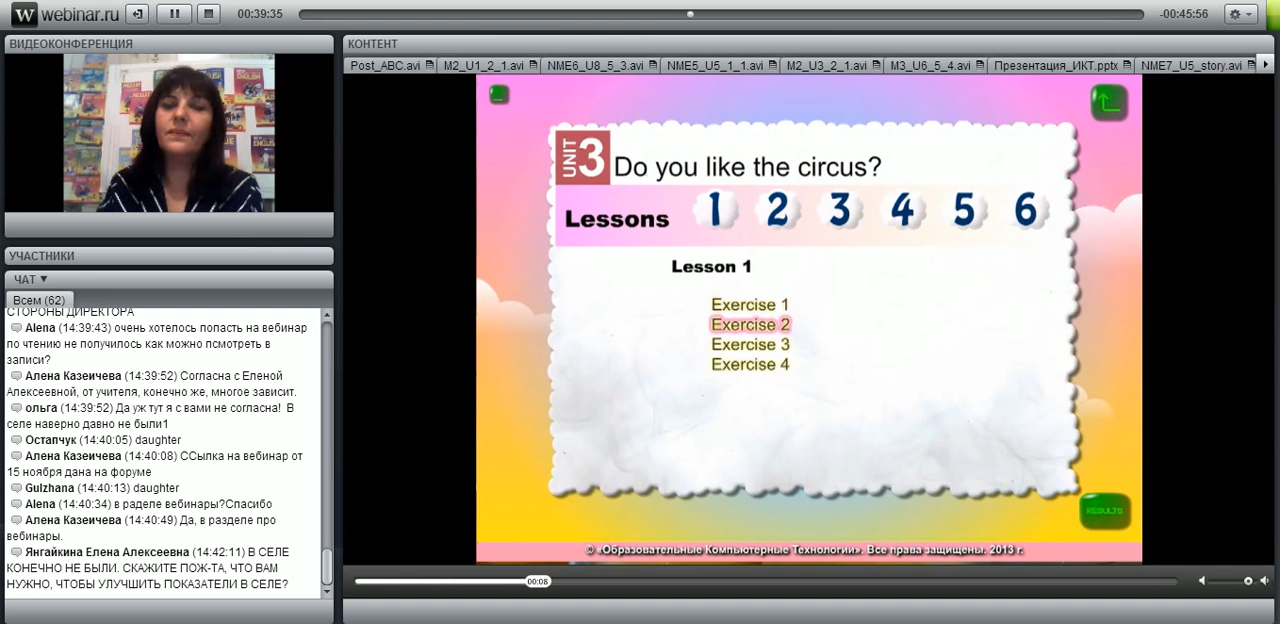 webinar.ru
00:39:35
-00:45:56
ВИДЕОКОНФЕРЕНЦИЯ
КОНТЕНТ
Post_ABC.avi
M2_U1_2_1.avi
NME6_U8_5_3.avi
NME5_U5_1_1.avi
M2_U3_2_1.avi
M3_U6_5_4.avi
Презентация_ИКТ.pptx
NME7_U5_story.avi
UNIT 3 Do you like the circus?
Lessons 1 2 3 4 5 6
Lesson 1
Exercise 1
Exercise 2
Exercise 3
Exercise 4
RESULTS
© «Образовательные Компьютерные Технологии». Все права защищены. 2013 г.
00:08
УЧАСТНИКИ
ЧАТ
Всем (62)
СТОРОНЫ ДИРЕКТОРА
Alena (14:39:43) очень хотелось попасть на вебинар
по чтению не получилось как можно псмотреть в
записи?
Алена Казеичева (14:39:52) Согласна с Еленой
Алексеевной, от учителя, конечно же, многое зависит.
ольга (14:39:52) Да уж тут я с вами не согласна! В
селе наверно давно не были1
Остапчук (14:40:05) daughter
Алена Казеичева (14:40:08) ССылка на вебинар от
15 ноября дана на форуме
Gulzhana (14:40:13) daughter
Alena (14:40:34) в раделе вебинары?Спасибо
Алена Казеичева (14:40:49) Да, в разделе про
вебинары.
Янгайкина Елена Алексеевна (14:42:11) В СЕЛЕ
КОНЕЧНО НЕ БЫЛИ. СКАЖИТЕ ПОЖ-ТА, ЧТО ВАМ
НУЖНО, ЧТОБЫ УЛУЧШИТЬ ПОКАЗАТЕЛИ В СЕЛЕ?